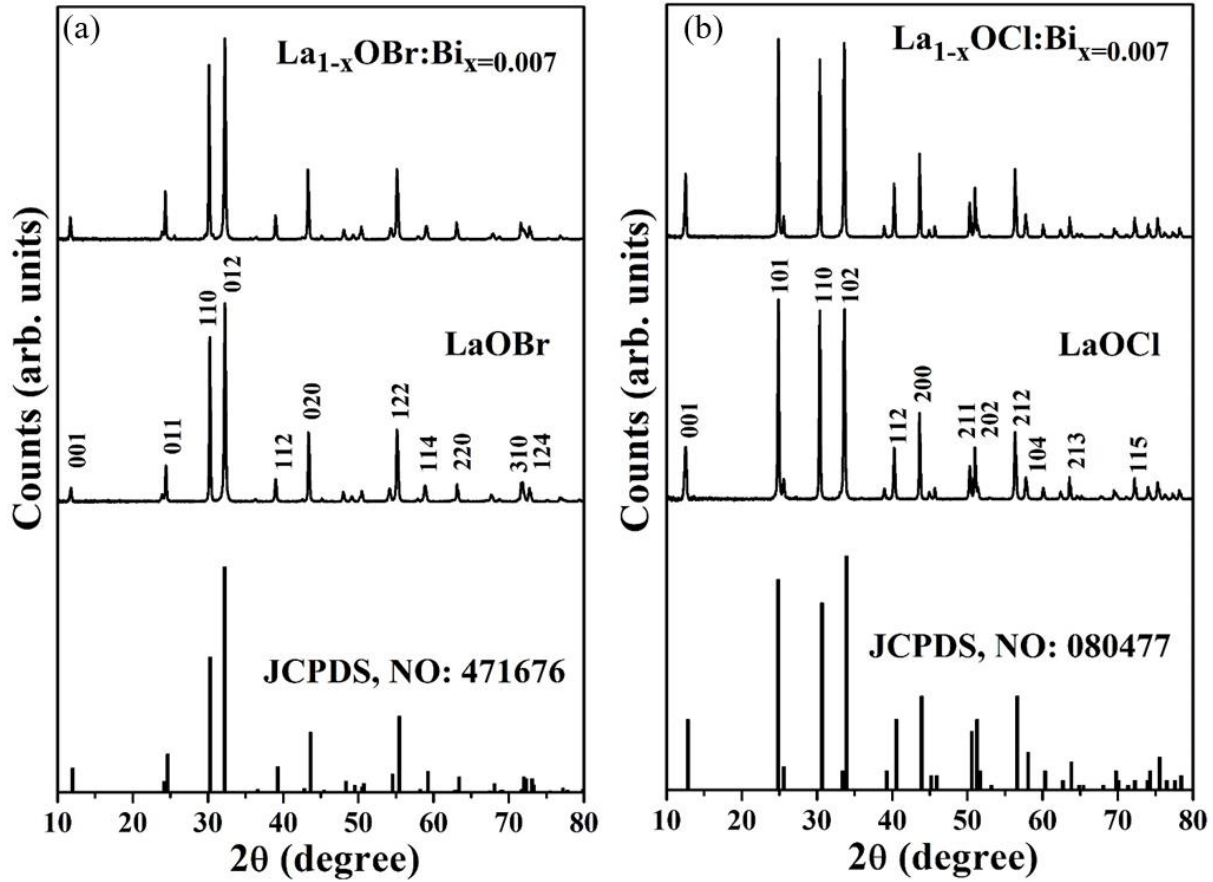 (a)
La1-xOBr:Bix=0.007
001
011
110
012
112
020
122
114
220
310
124
LaOBr
JCPDS, NO: 471676
Counts (arb. units)
10 20 30 40 50 60 70 80
2θ (degree)
(b)
La1-xOCl:Bix=0.007
001
101
110
102
112
200
211
202
212
104
213
115
LaOCl
JCPDS, NO: 080477
Counts (arb. units)
10 20 30 40 50 60 70 80
2θ (degree)